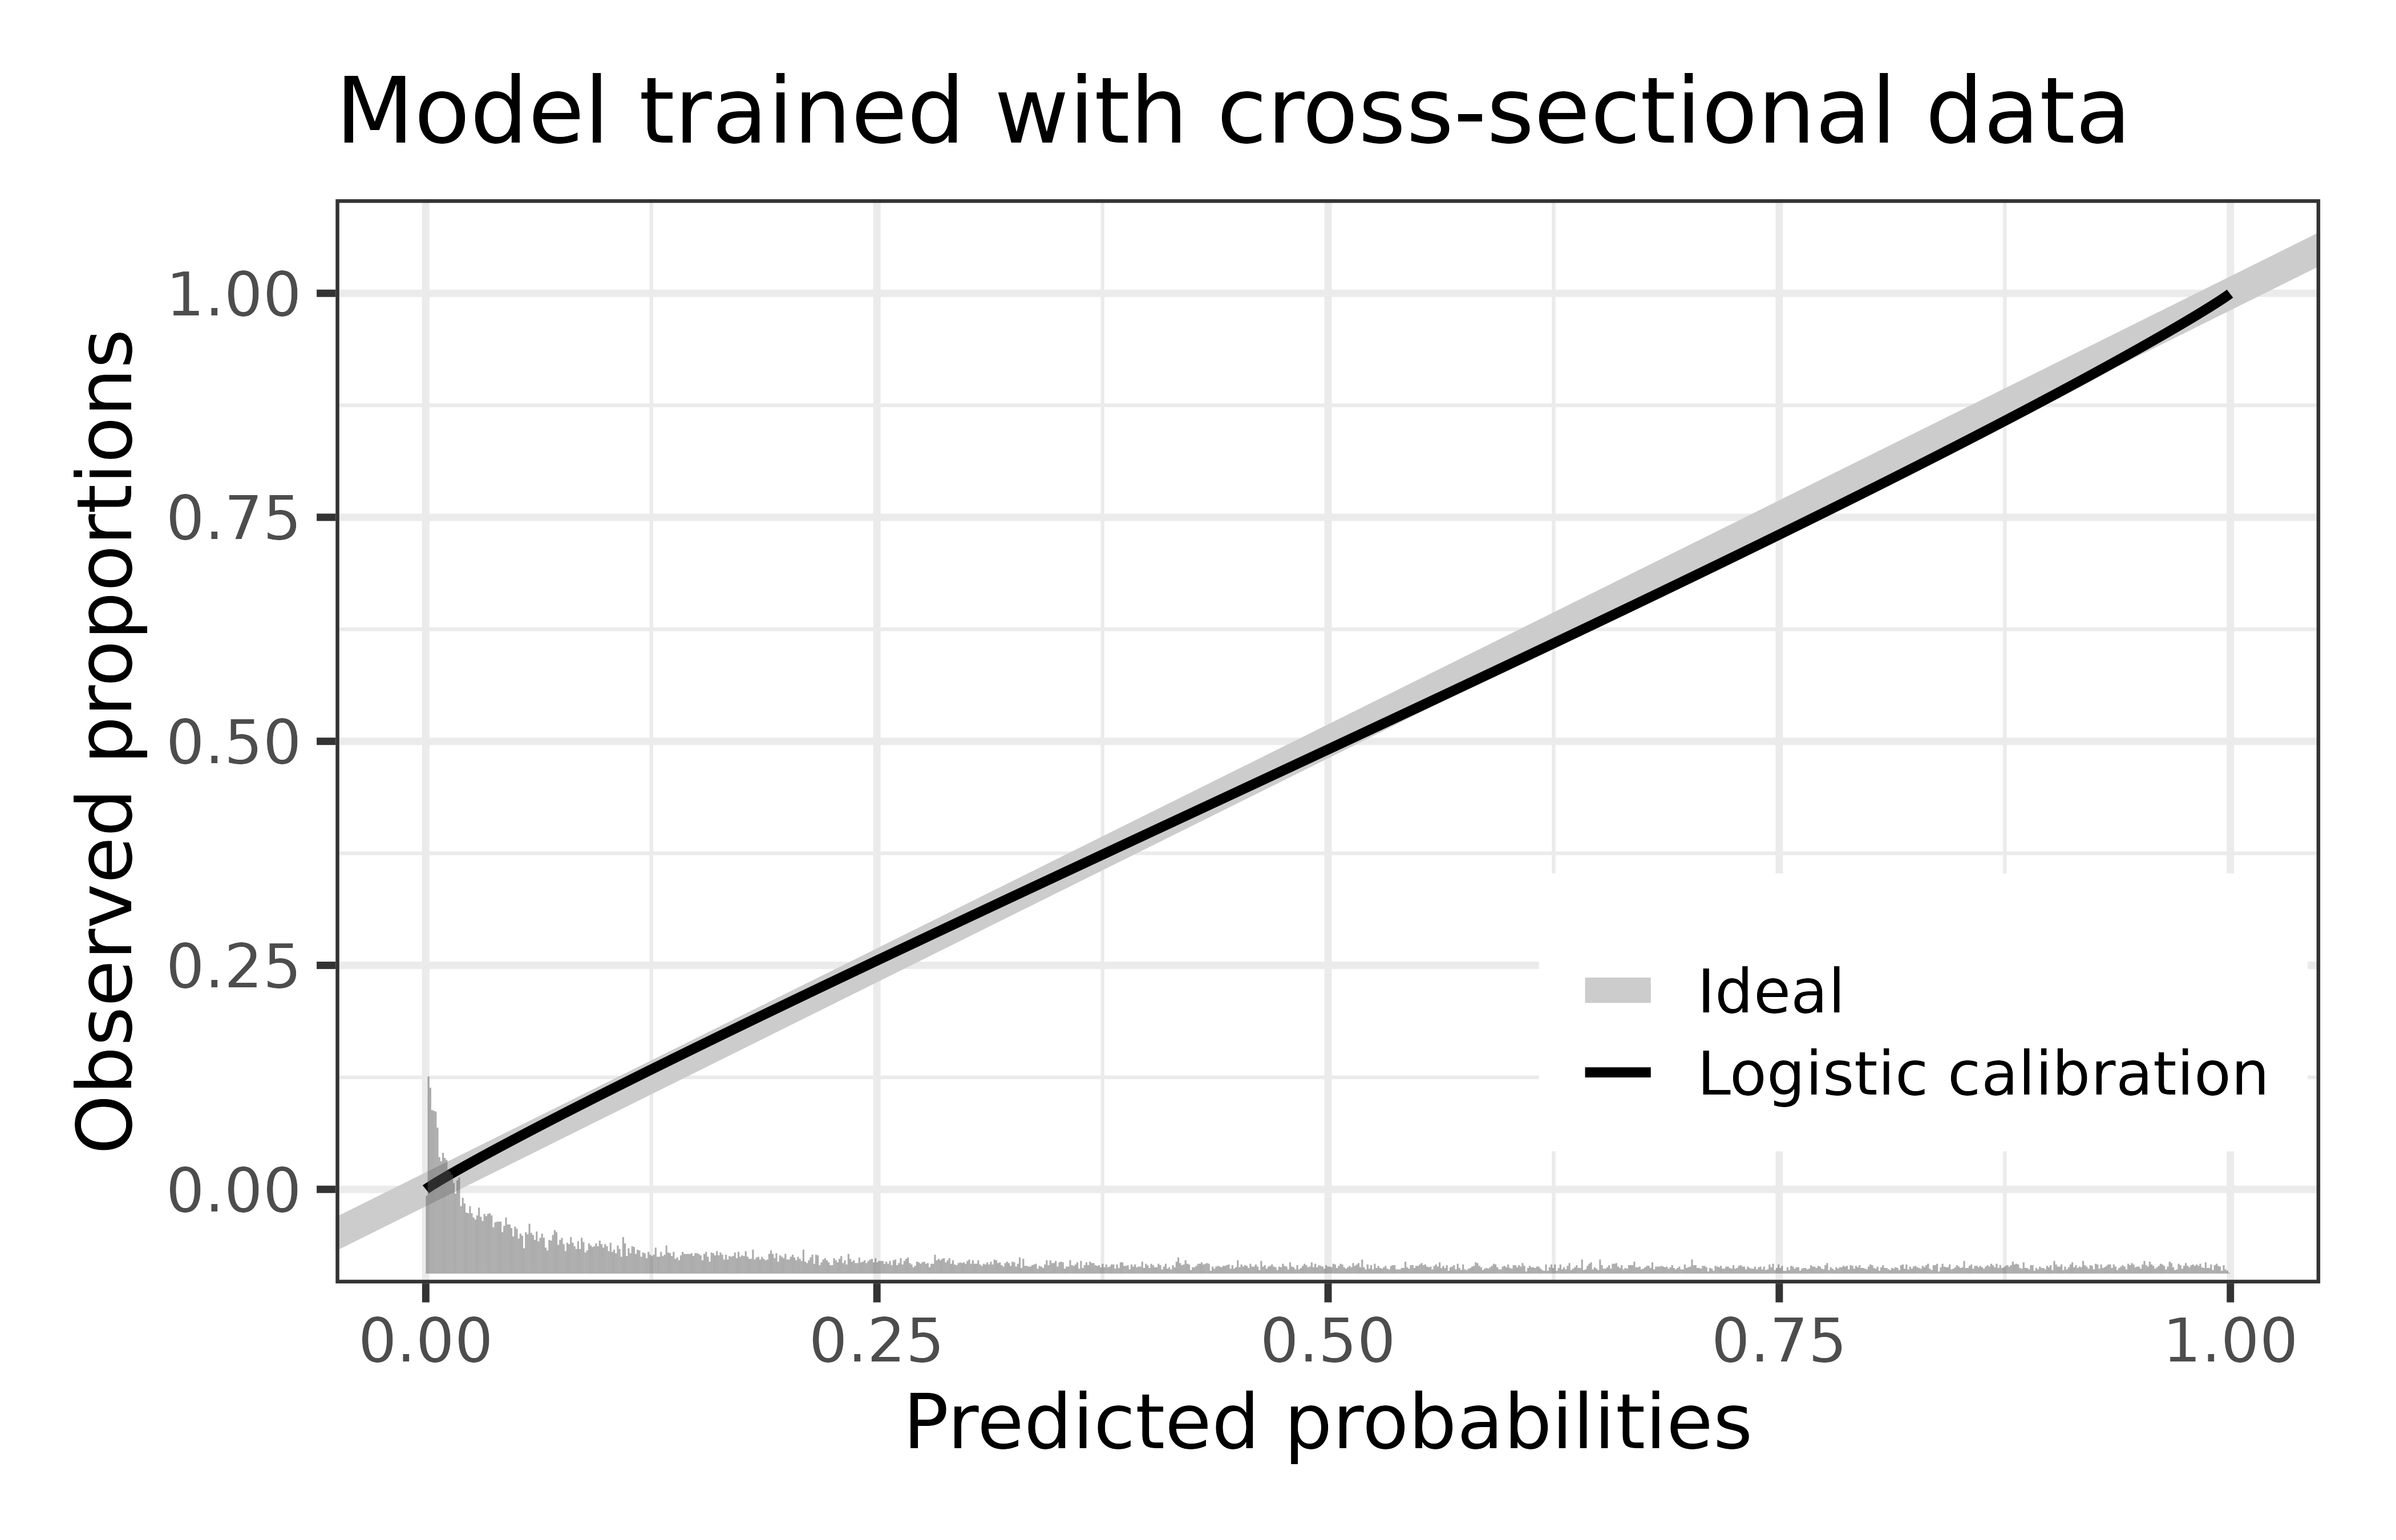 Model trained with cross-sectional data
Observed proportions
1.00
0.75
0.50
0.25
0.00
Ideal
Logistic calibration
0.00 0.25 0.50 0.75 1.00
Predicted probabilities